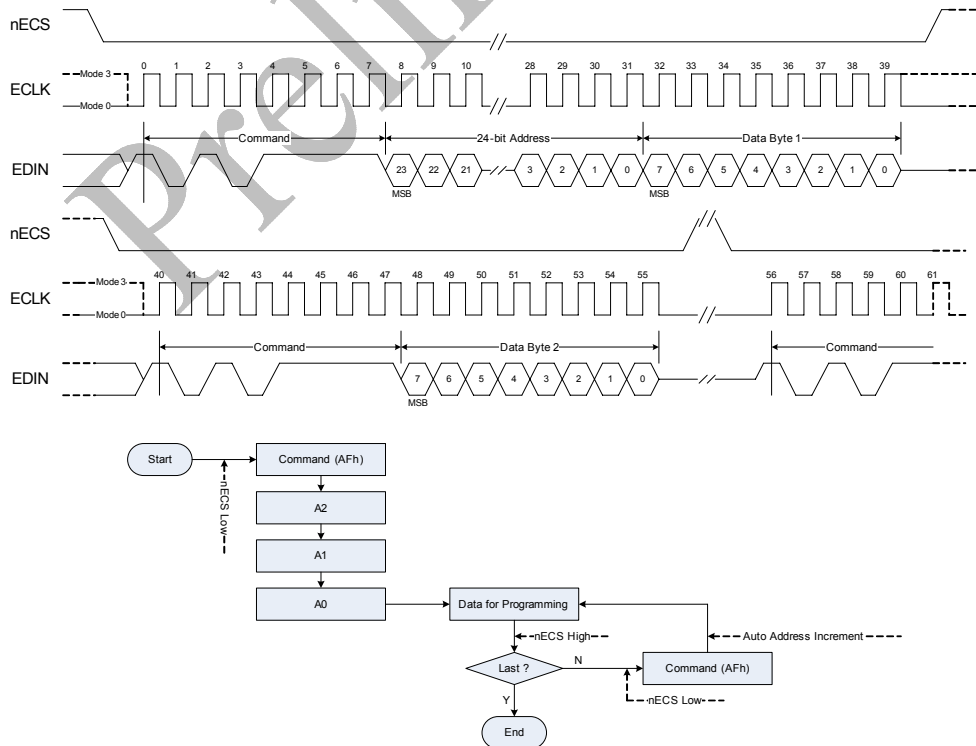 nECS
Mode 3
0 1 2 3 4 5 6 7 8 9 10 28 29 30 31 32 33 34 35 36 37 38 39
ECLK
Mode 0
Command 24-bit Address Data Byte 1
EDIN
23 22 21 3 2 1 0 7 6 5 4 3 2 1 0
MSB MSB
nECS
40 41 42 43 44 45 46 47 48 49 50 51 52 53 54 55 56 57 58 59 60 61
Mode 3
ECLK
Mode 0
Command Data Byte 2 Command
EDIN
7 6 5 4 3 2 1 0
MSB
Start
Command (AFh)
nECS Low
A2
A1
A0
Data for Programming
nECS High
Auto Address Increment
Last ?
N
Command (AFh)
nECS Low
Y
End